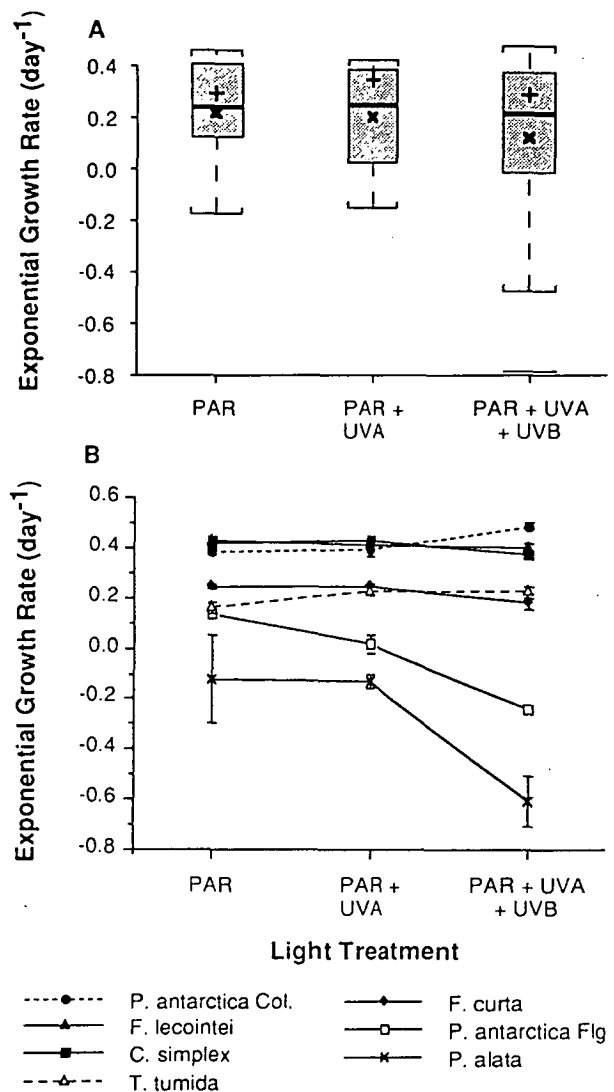 A
Exponential Growth Rate (day-1)
0.4
0.2
0.0
-0.2
-0.4
-0.6
-0.8
PAR
PAR +
UVA
PAR + UVA
+ UVB
B
Exponential Growth Rate (day-1)
0.6
0.4
0.2
0.0
-0.2
-0.4
-0.6
-0.8
PAR
PAR +
UVA
PAR + UVA
+ UVB
Light Treatment
P. antarctica Col.
F. lecointei
C. simplex
T. tumida
F. curta
P. antarctica Flg
P. alata